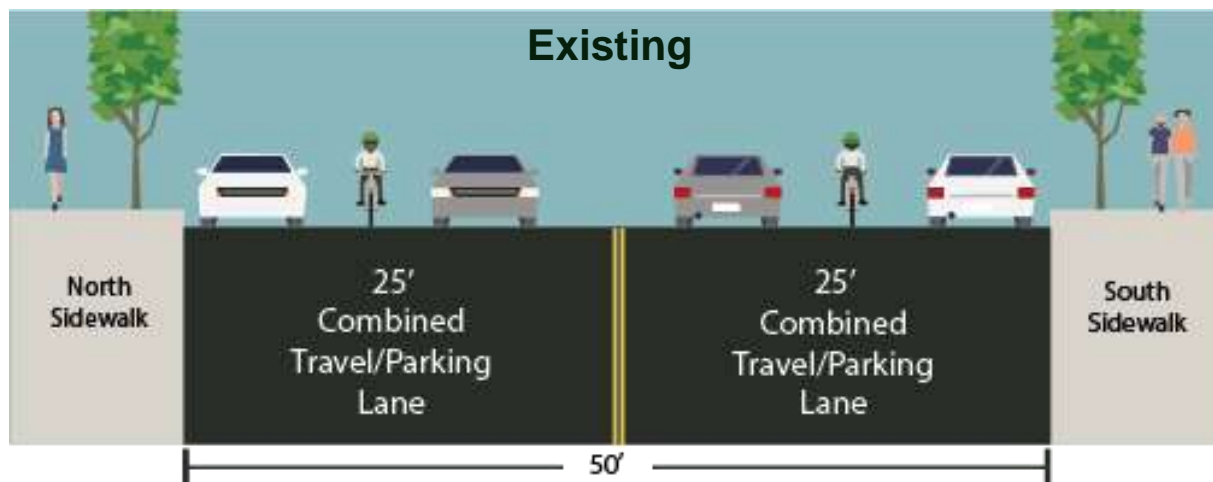 Existing
North
Sidewalk
25′
Combined
Travel/Parking
Lane
25′
Combined
Travel/Parking
Lane
South
Sidewalk
50′